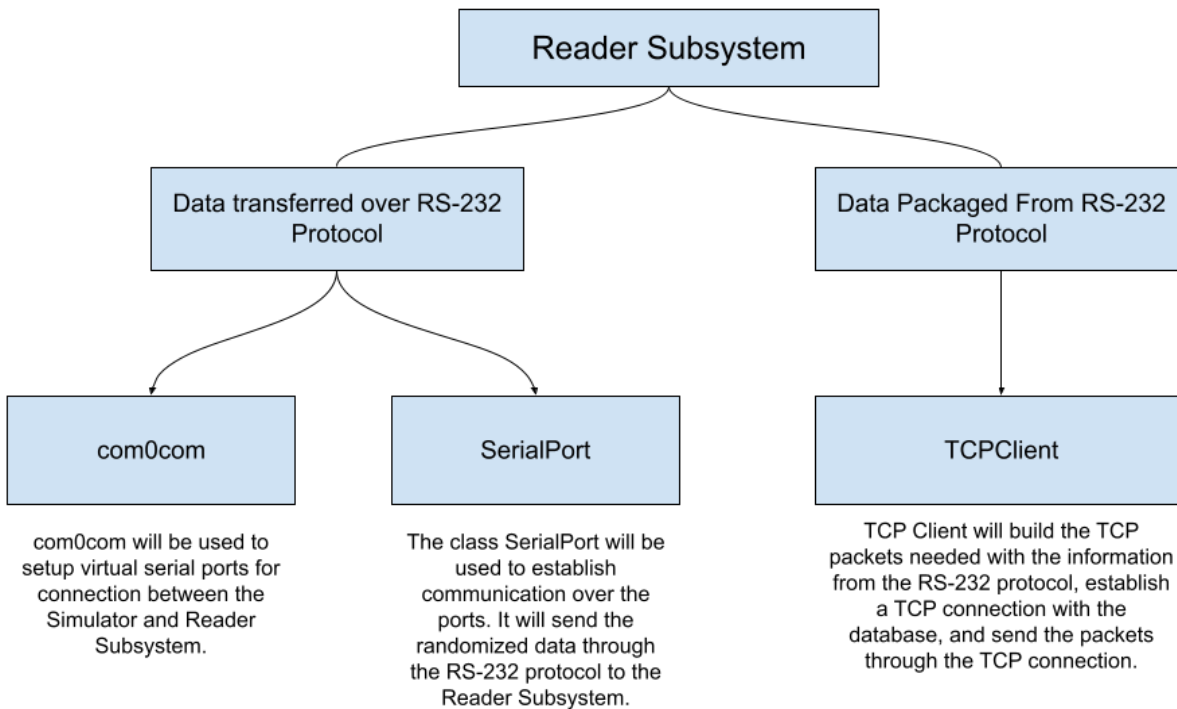 Reader Subsystem
Data transferred over RS-232
Protocol
Data Packaged From RS-232
Protocol
com0com
SerialPort
TCPClient
com0com will be used to
setup virtual serial ports for
connection between the
Simulator and Reader
Subsystem.
The class SerialPort will be
used to establish
communication over the
ports. It will send the
randomized data through
the RS-232 protocol to the
Reader Subsystem.
TCP Client will build the TCP
packets needed with the information
from the RS-232 protocol, establish
a TCP connection with the
database, and send the packets
through the TCP connection.